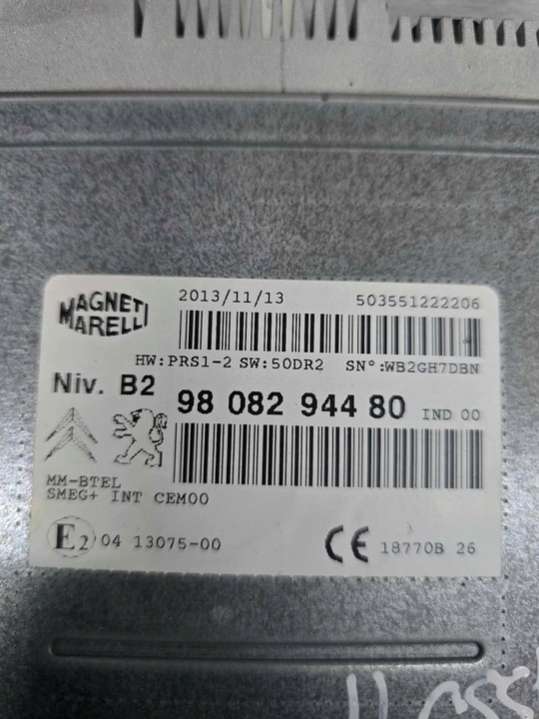 MAGNETI
MARELLI
2013/11/13 503551222206
HW:PRS1-2 SW:50DR2 SN°:WB2GH7DBN
Niv. B2 98 082 944 80 IND 00
MM-BTEL
SMEG+ INT CEM00
E2 04 13075-00 CE 18770B 26